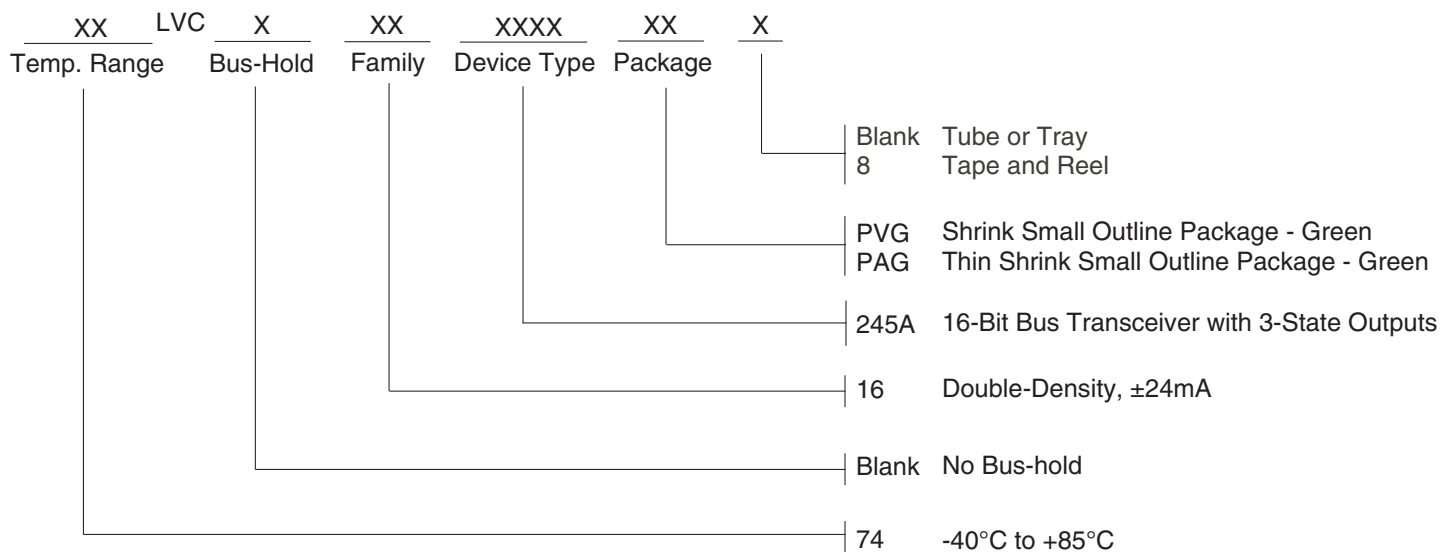 XX LVC X XX XXXX XX X
Temp. Range Bus-Hold Family Device Type Package
Blank Tube or Tray
8 Tape and Reel
PVG Shrink Small Outline Package - Green
PAG Thin Shrink Small Outline Package - Green
245A 16-Bit Bus Transceiver with 3-State Outputs
16 Double-Density, ±24mA
Blank No Bus-hold
74 -40°C to +85°C